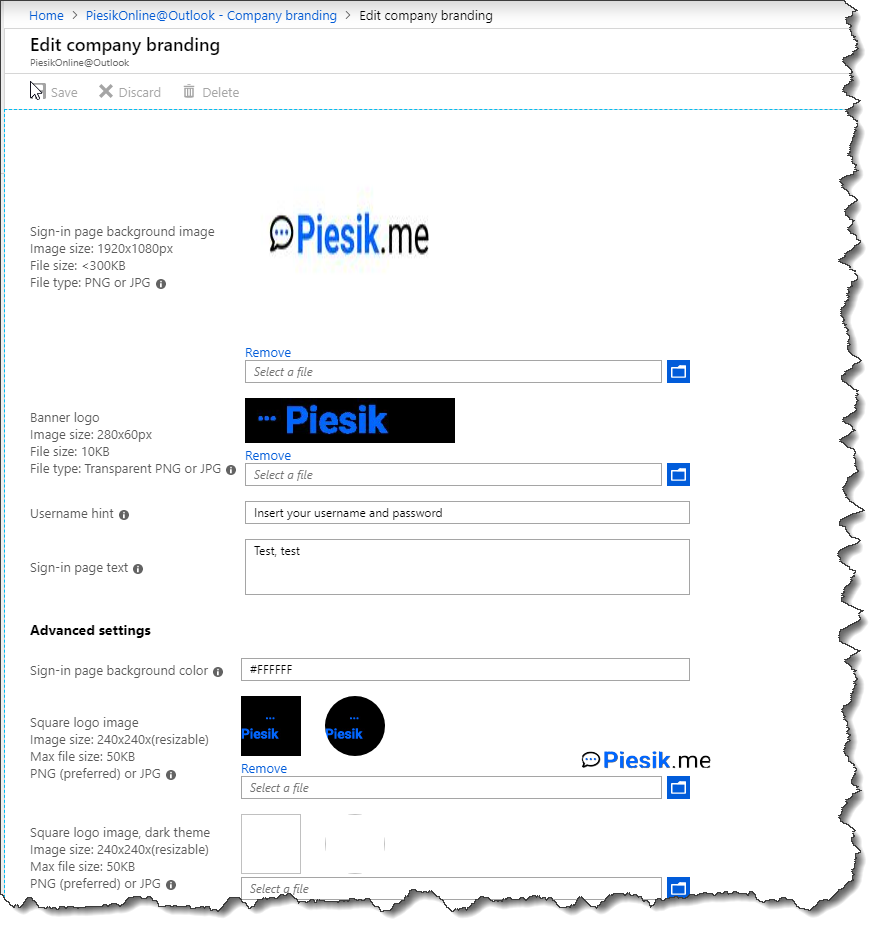 Home > PiesikOnline@Outlook - Company branding > Edit company branding
Edit company branding
PiesikOnline@Outlook
Save Discard Delete
Piesik.me
Sign-in page background image
Image size: 1920x1080px
File size: <300KB
File type: PNG or JPG
Remove
Select a file
Piesik
Banner logo
Image size: 280x60px
File size: 10KB
File type: Transparent PNG or JPG
Remove
Select a file
Username hint
Insert your username and password
Sign-in page text
Test, test
Advanced settings
Sign-in page background color
#FFFFFF
Piesik Piesik
Square logo image
Image size: 240x240x(resizable)
Max file size: 50KB
PNG (preferred) or JPG
Piesik.me
Remove
Select a file
Square logo image, dark theme
Image size: 240x240x(resizable)
Max file size: 50KB
PNG (preferred) or JPG
Select a file